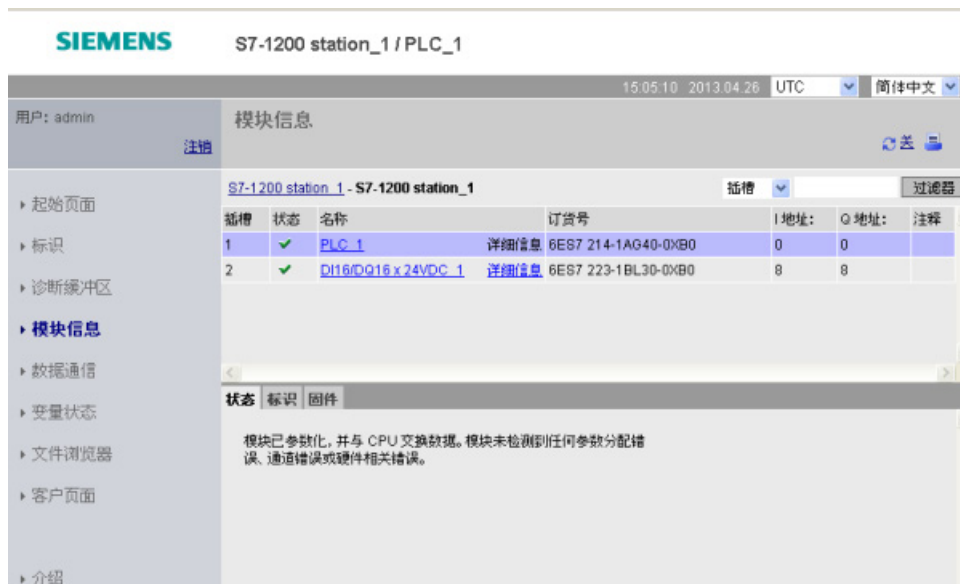 SIEMENS
S7-1200 station_1 / PLC_1
15:05:10 2013.04.26 UTC 简体中文
用户: admin
注销
模块信息
关
S7-1200 station_1 - S7-1200 station_1
插槽
过滤器
插槽 状态 名称 订货号 I 地址: Q 地址: 注释
1 PLC_1 详细信息 6ES7 214-1AG40-0XB0 0 0
2 DI16/DQ16 x 24VDC_1 详细信息 6ES7 223-1BL30-0XB0 8 8
起始页面
标识
诊断缓冲区
模块信息
数据通信
变量状态
文件浏览器
客户页面
介绍
状态 标识 固件
模块已参数化, 并与 CPU 交换数据。模块未检测到任何参数分配错
误、通道错误或硬件相关错误。